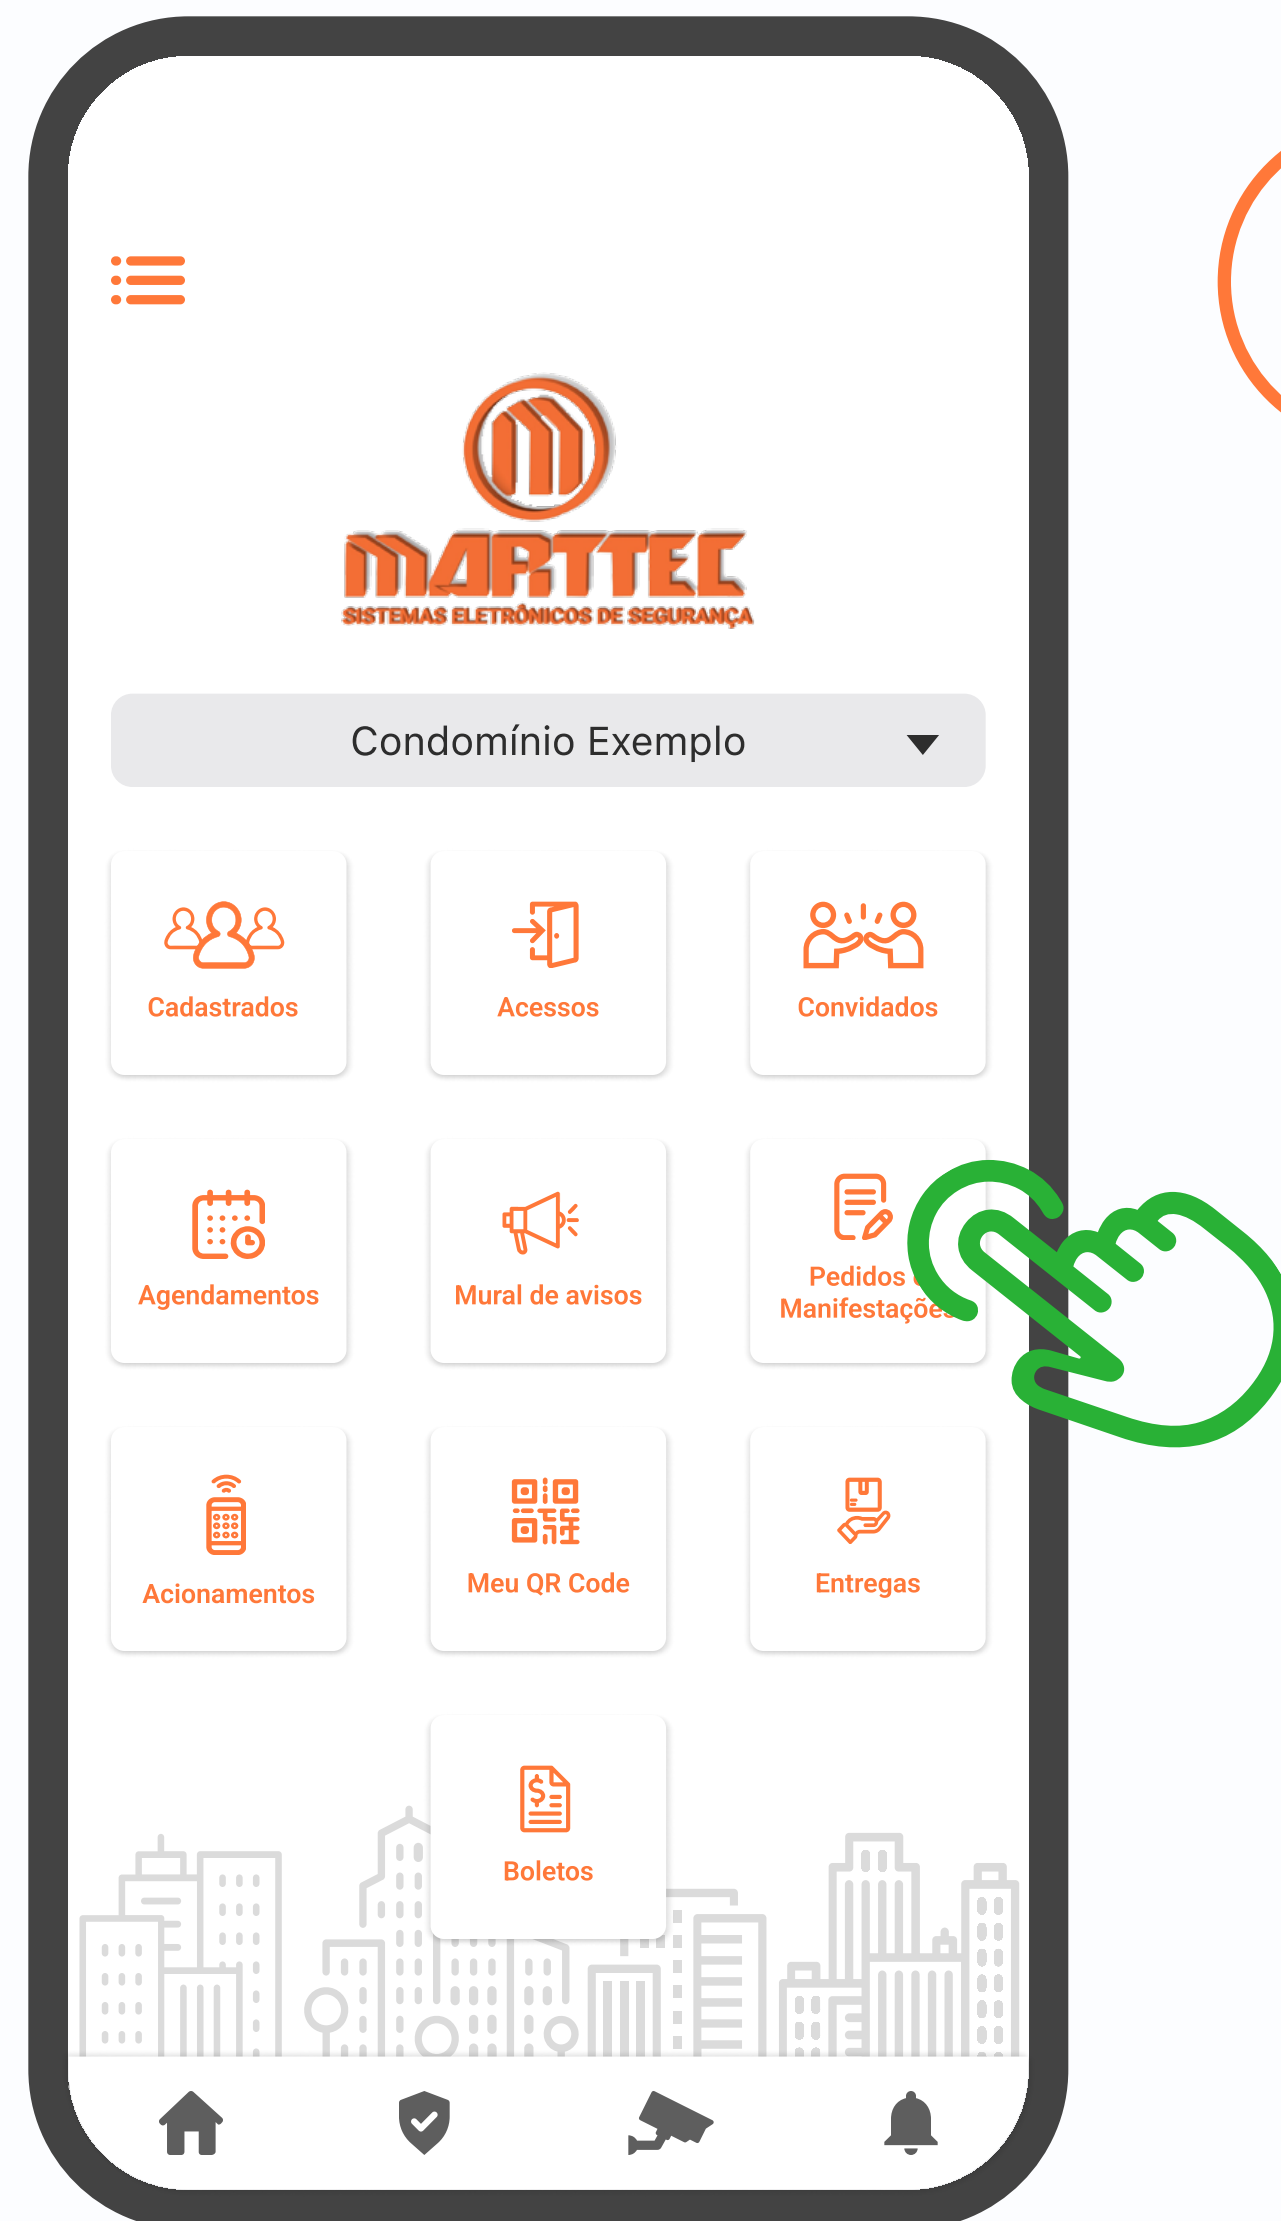 MARTTEC
SISTEMAS ELETRÔNICOS DE SEGURANÇA
Condomínio Exemplo
Cadastrados
Acessos
Convidados
Agendamentos
Mural de avisos
Pedidos
Manifestações
Acionamentos
Meu QR Code
Entregas
Boletos